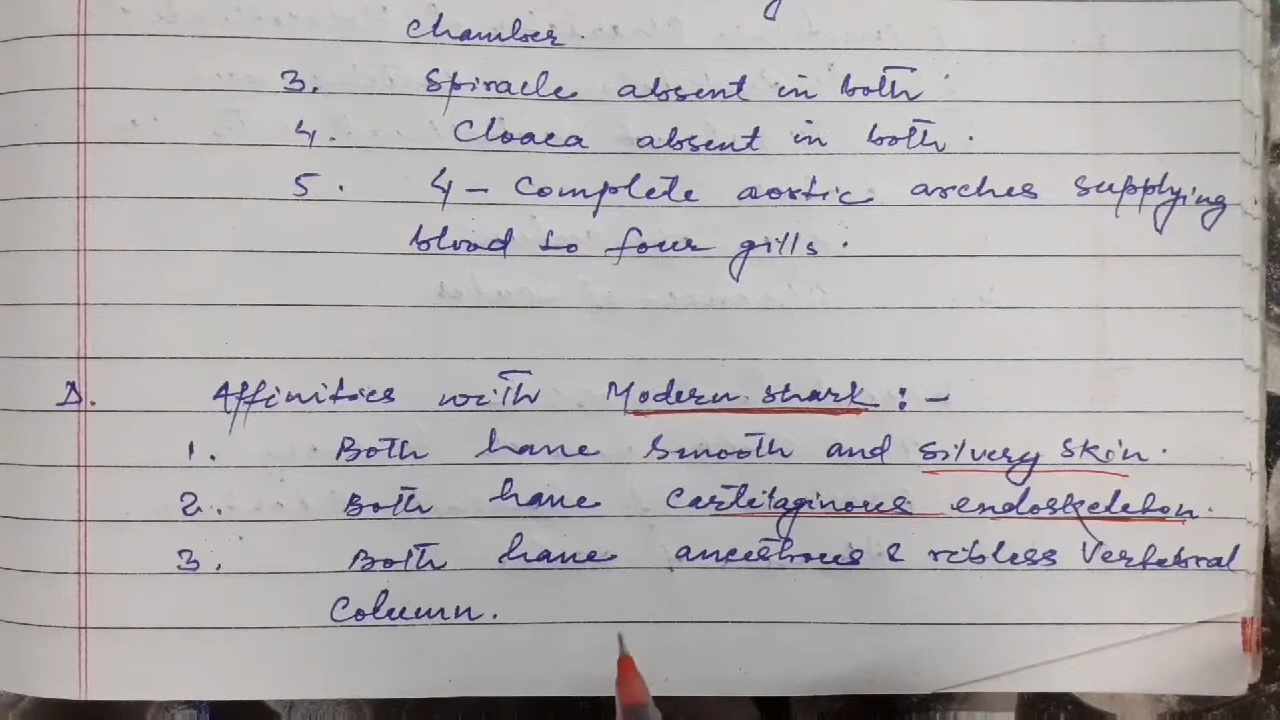 Chamber.
3. Spiracle absent in both
4. Cloaca absent in both.
5. 4 - Complete aortic arches supplying
blood to four gills.
D. Affinities with Modern shark :-
1. Both have smooth and silvery skin.
2. Both have cartilaginous endoskeleton.
3. Both have & ribless vertebral
Column.